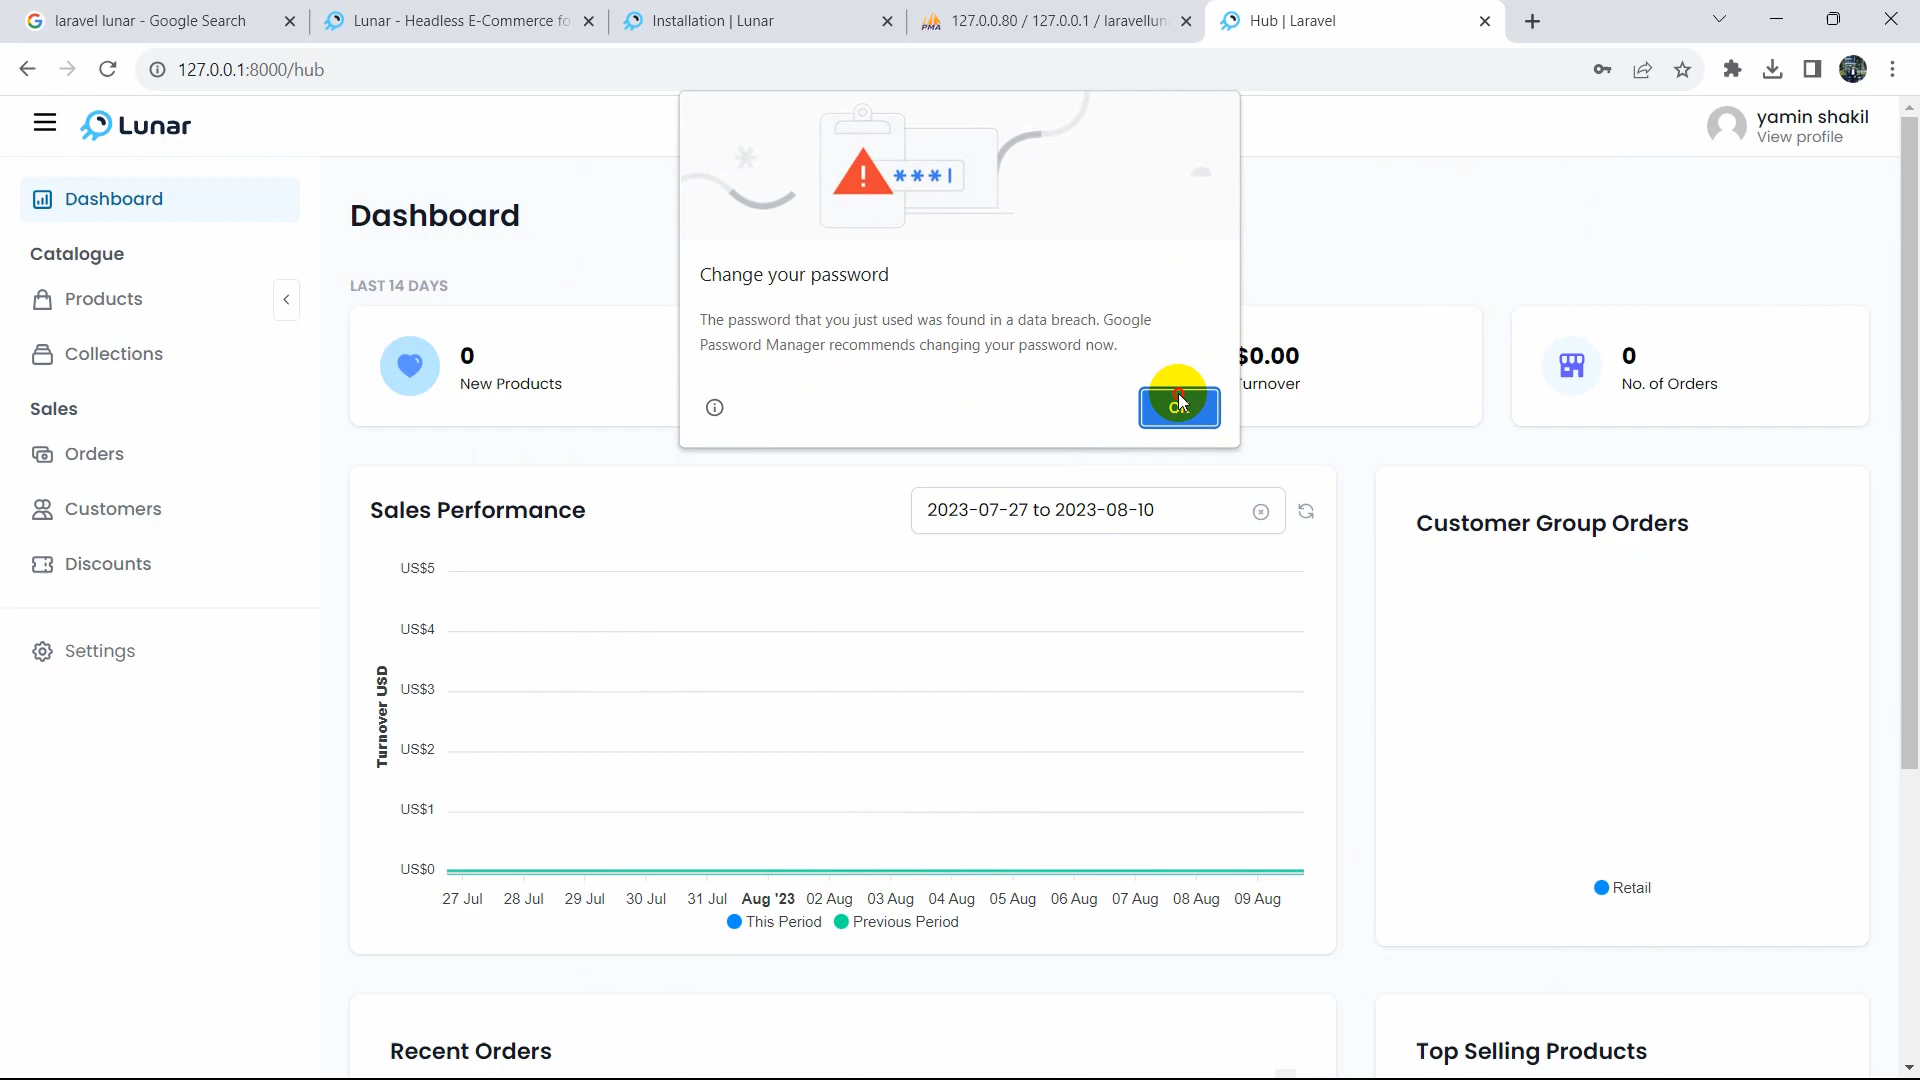 laravel lunar - Google Search
Lunar - Headless E-Commerce fo
Installation | Lunar
127.0.0.80 / 127.0.0.1 / laravellun
Hub | Laravel
127.0.0.1:8000/hub
Lunar
yamin shakil
View profile
Dashboard
Catalogue
Products
Collections
Sales
Orders
Customers
Discounts
Settings
Dashboard
LAST 14 DAYS
0
New Products
$0.00
urnover
0
No. of Orders
***|
Change your password
The password that you just used was found in a data breach. Google
Password Manager recommends changing your password now.
Sales Performance
2023-07-27 to 2023-08-10
Turnover USD
US$5
US$4
US$3
US$2
US$1
US$0
27 Jul 28 Jul 29 Jul 30 Jul 31 Jul Aug '23 02 Aug 03 Aug 04 Aug 05 Aug 06 Aug 07 Aug 08 Aug 09 Aug
This Period Previous Period
Customer Group Orders
Retail
Recent Orders
Top Selling Products